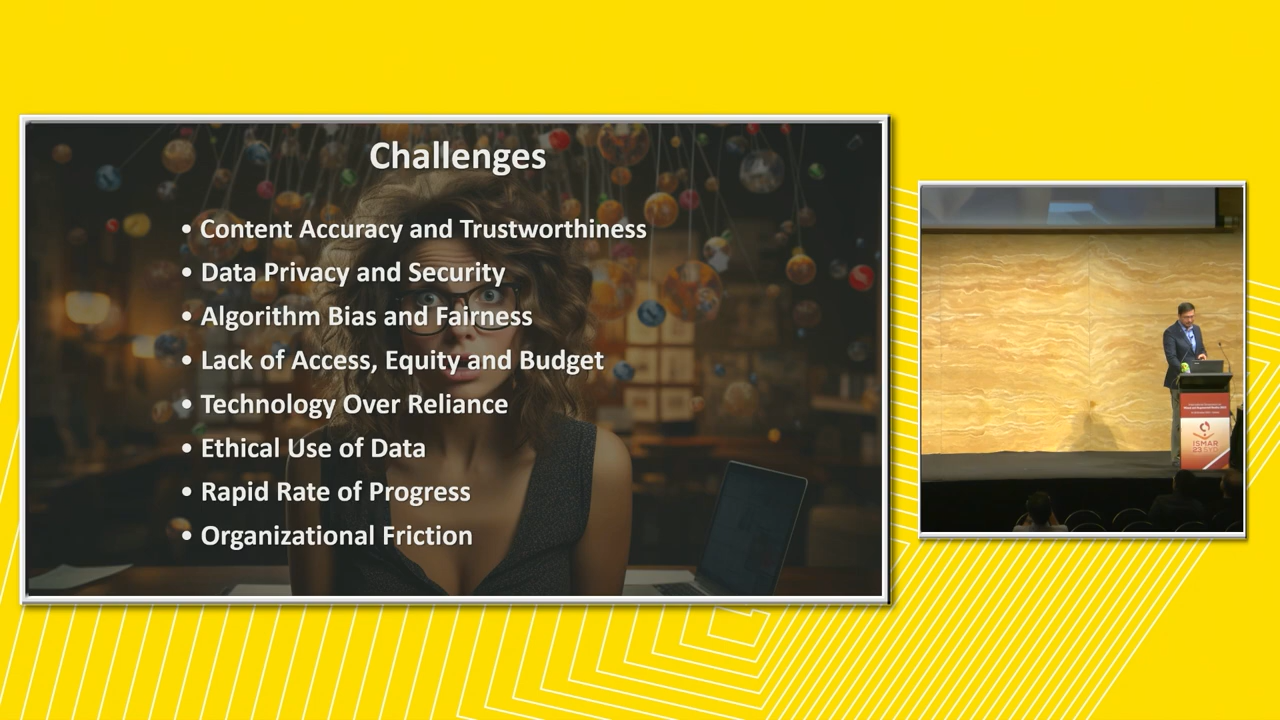 Challenges
• Content Accuracy and Trustworthiness
• Data Privacy and Security
• Algorithm Bias and Fairness
• Lack of Access, Equity and Budget
• Technology Over Reliance
• Ethical Use of Data
• Rapid Rate of Progress
• Organizational Friction
ISMAR